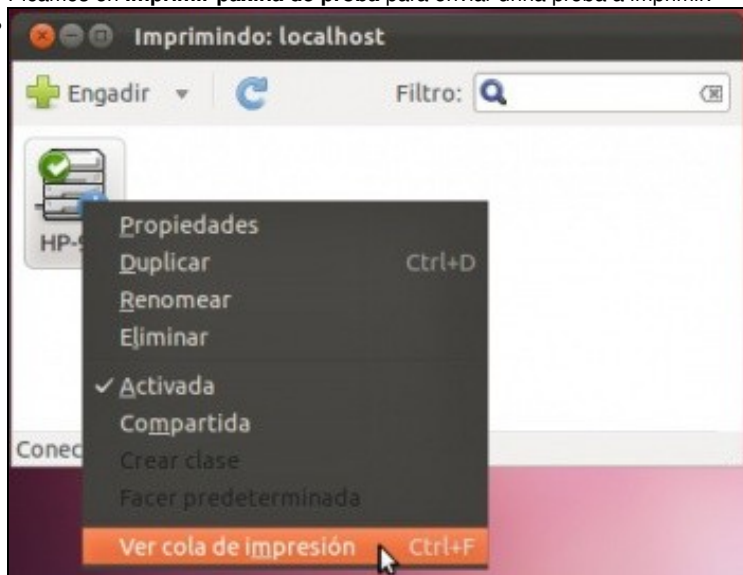 Imprimindo: localhost
Engadir
Filtro:
HP-
Propiedades
Duplicar Ctrl+D
Renomear
Eliminar
Activada
Compartida
Conec
Crear clase
Facer predeterminada
Ver cola de impresión Ctrl+F